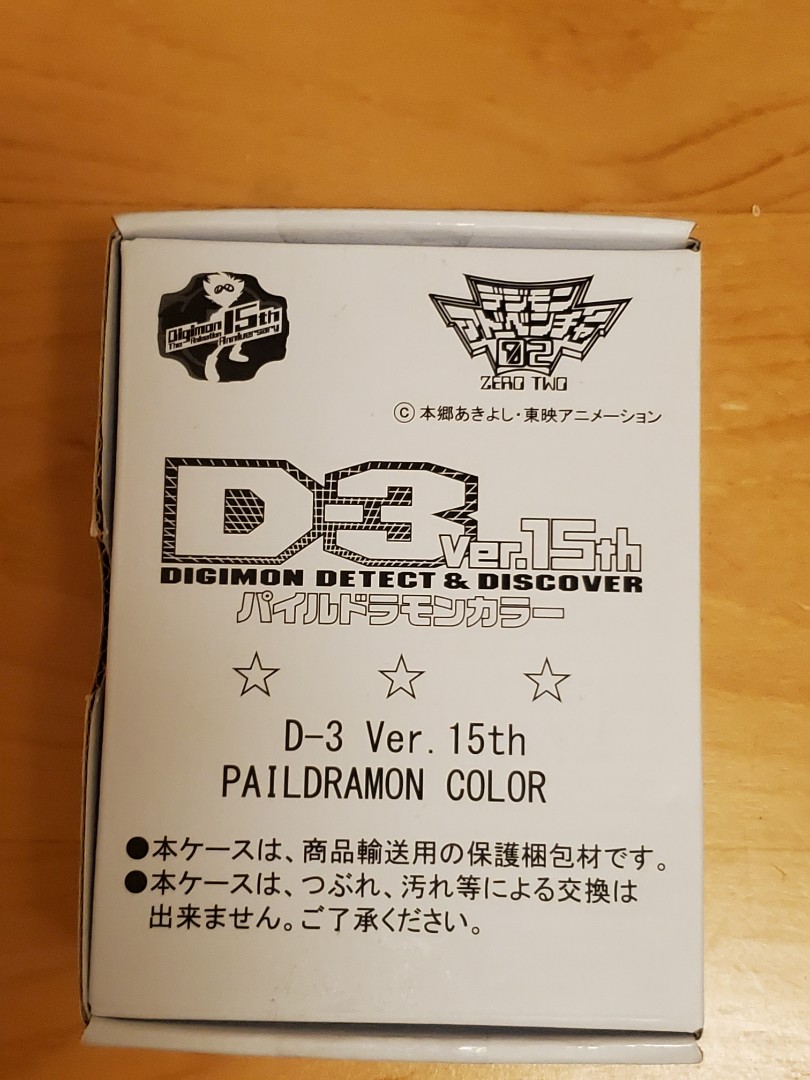 Digimon 15th
The Animation Anniversary
デジモン
アドベンチャー
02
ZERO TWO
©本郷あきよし・東映アニメーション
D-3 Ver.15th
DIGIMON DETECT & DISCOVER
パイルドラモンカラー
☆ ☆ ☆
D-3 Ver.15th
PAILDRAMON COLOR
●本ケースは、商品輸送用の保護梱包材です。
●本ケースは、つぶれ、汚れ等による交換は
出来ません。ご了承ください。